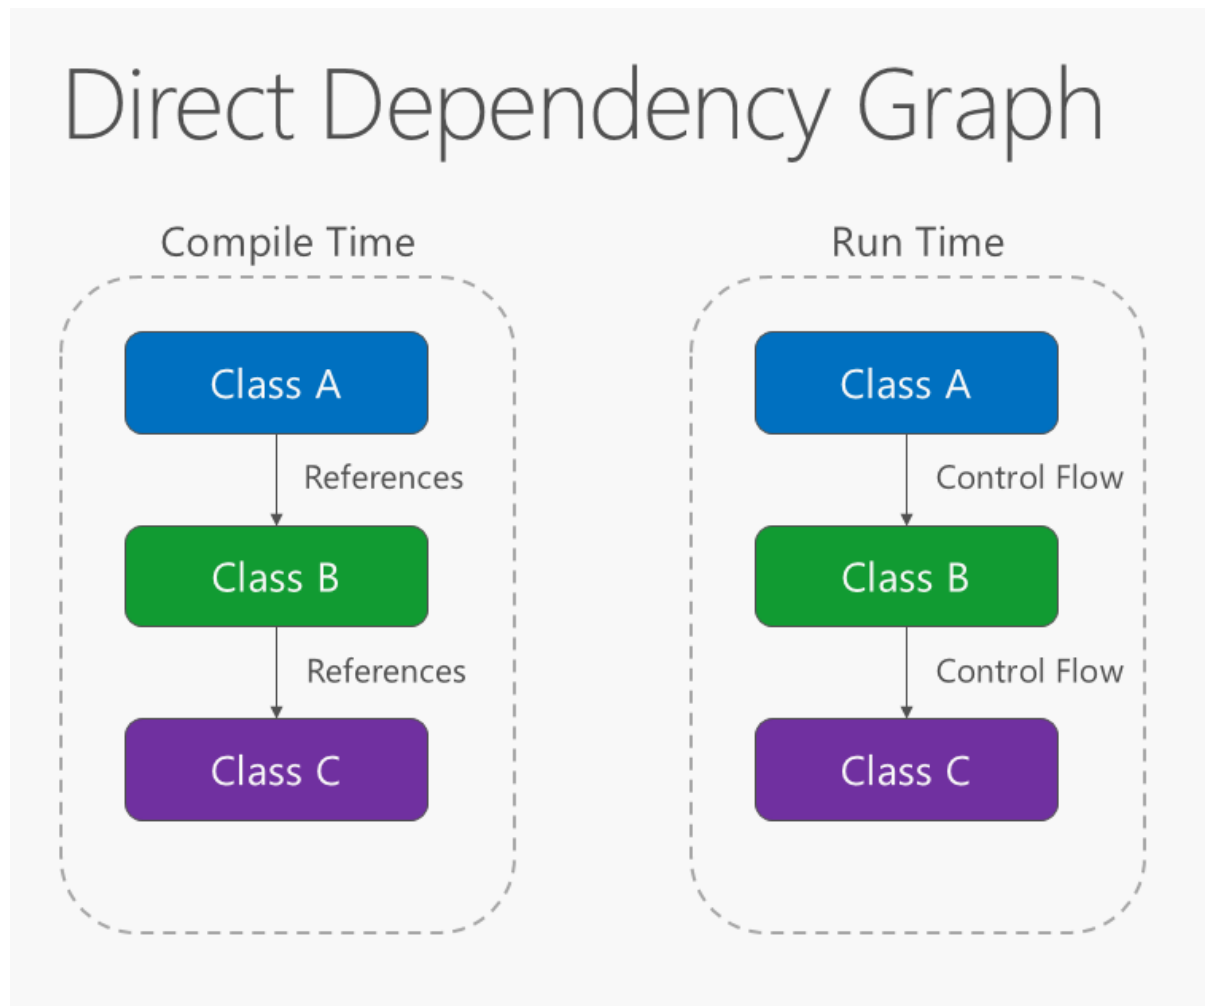 Direct Dependency Graph
Compile Time
Class A
References
Class B
References
Class C
Run Time
Class A
Control Flow
Class B
Control Flow
Class C